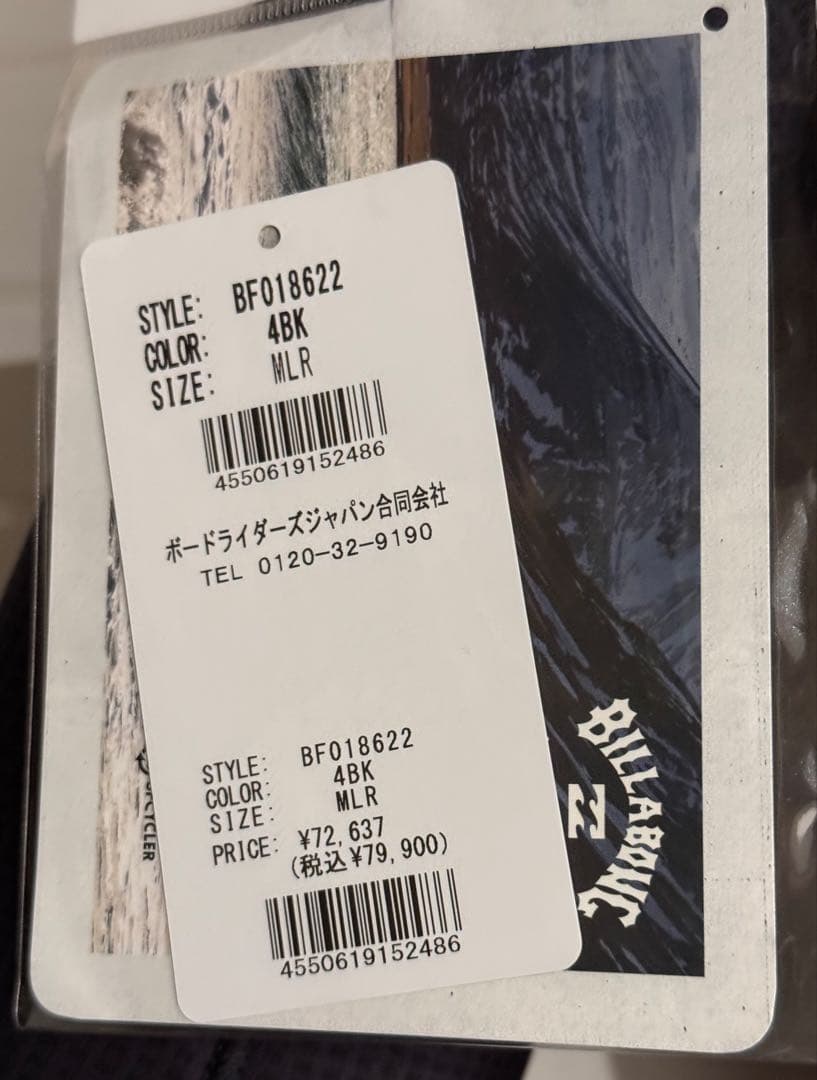 STYLE: BF018622
COLOR: 4BK
SIZE: MLR
4550619152486
ボードライダーズジャパン合同会社
TEL 0120-32-9190
STYLE: BF018622
COLOR: 4BK
SIZE: MLR
PRICE: ¥72,637
(税込¥79,900)
4550619152486
BILLABONG